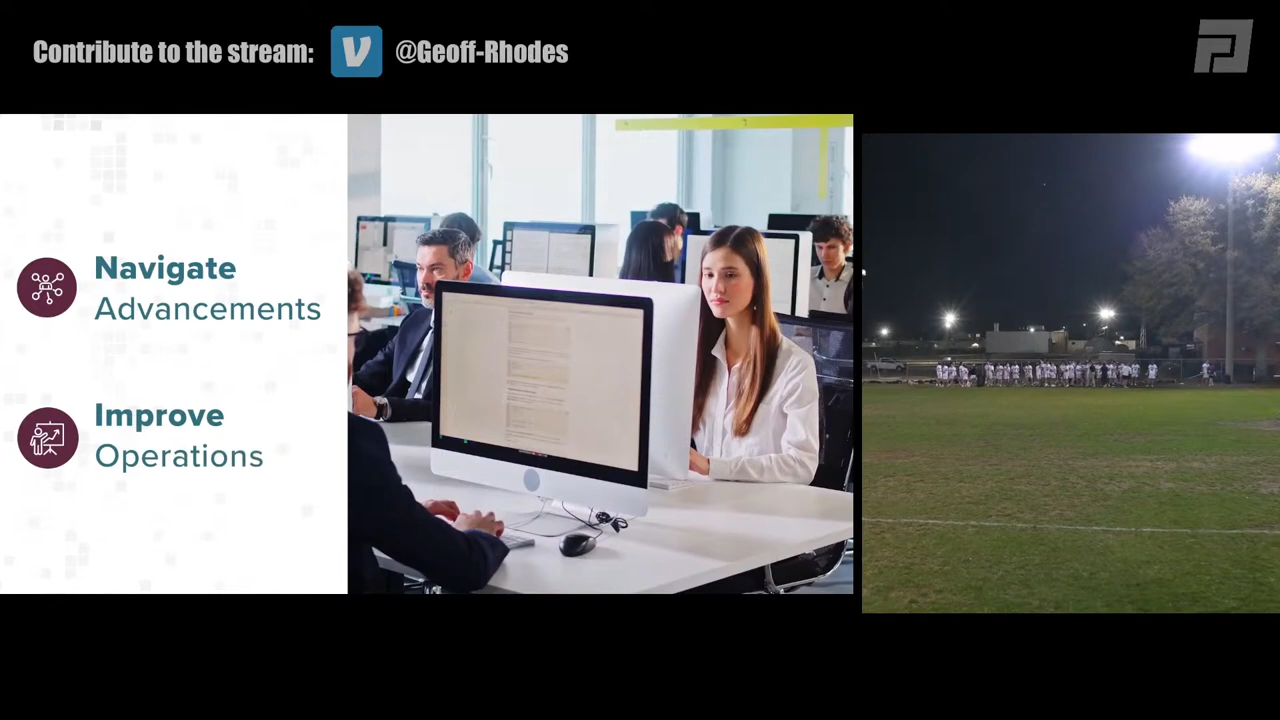 Contribute to the stream: @Geoff-Rhodes
Navigate
Advancements
Improve
Operations